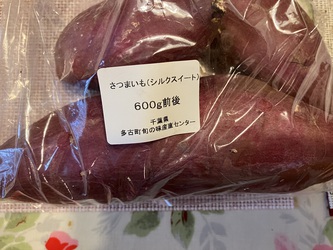 さつまいも(シルクスイート)
600g前後
千葉県
多古町旬の味産直センター